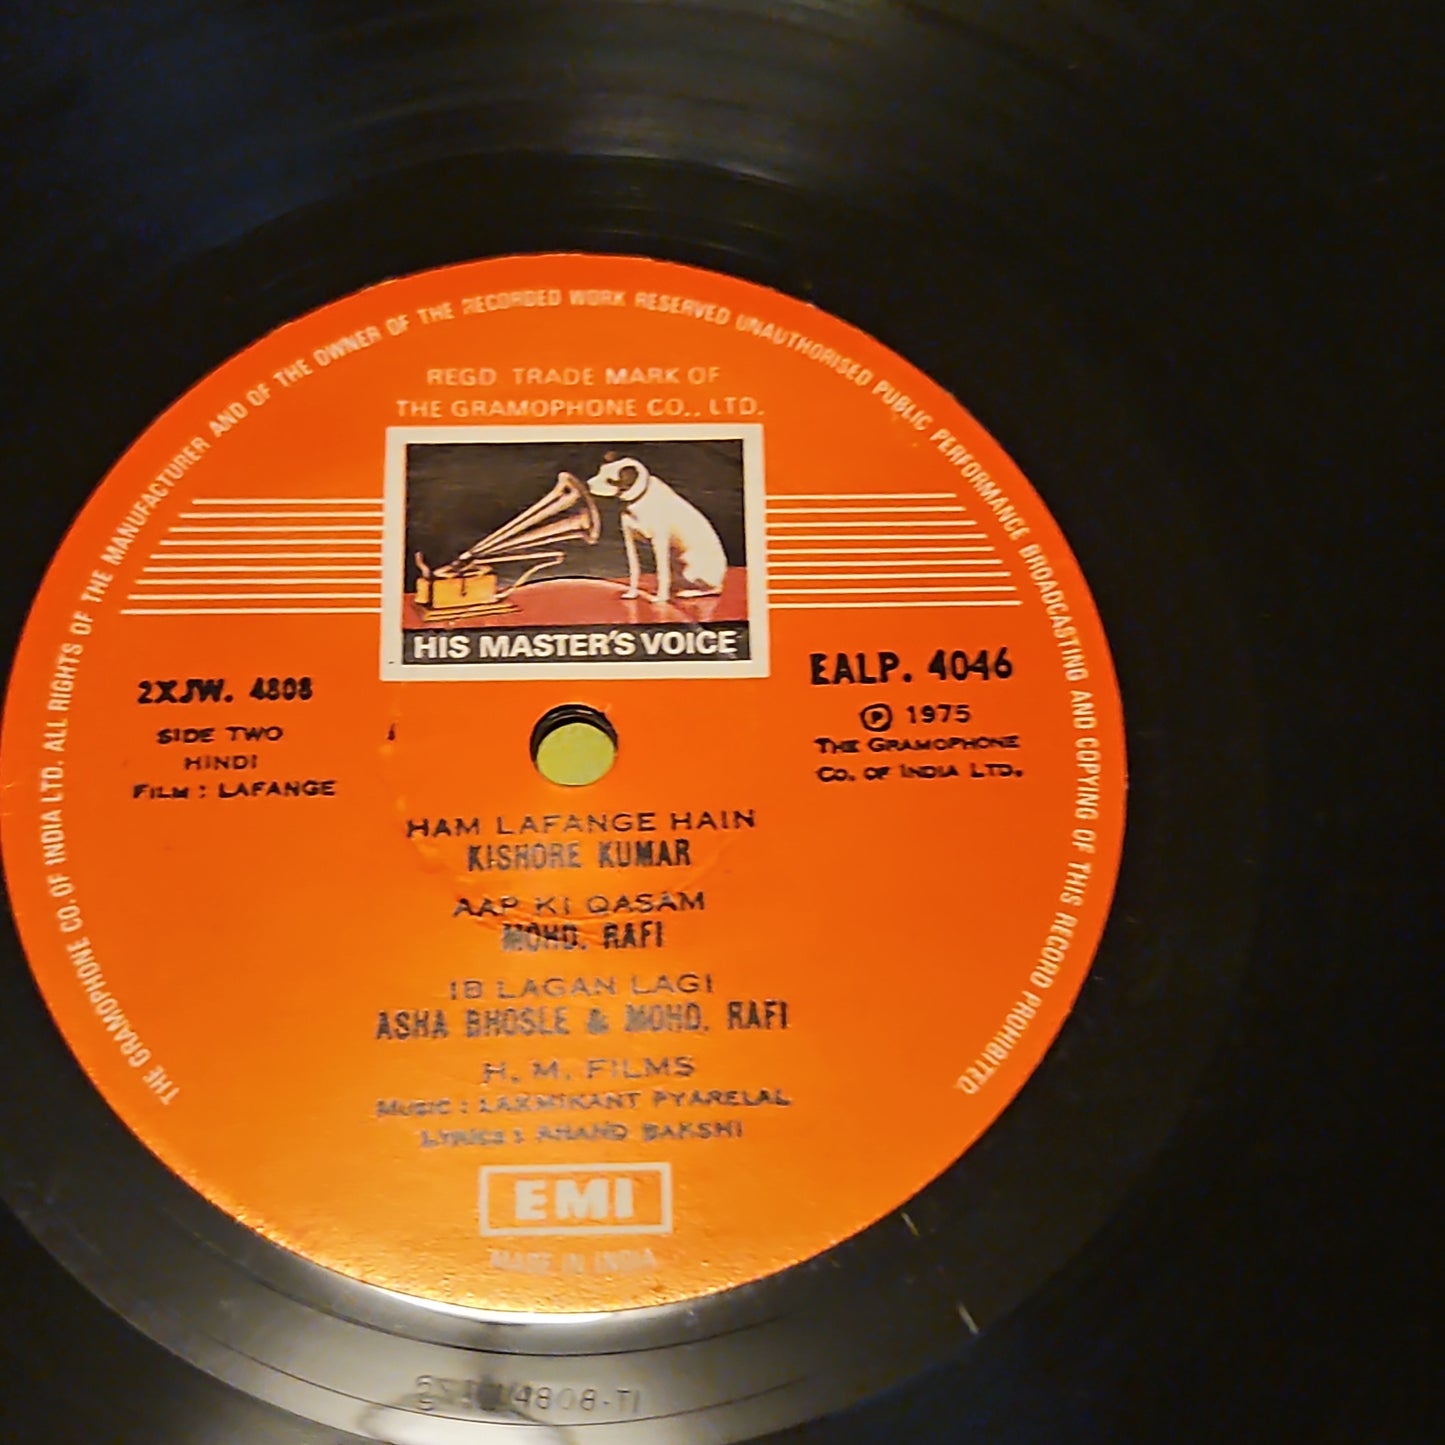 THE GRAMOPHONE CO. OF INDIA LTD. ALL RIGHTS OF THE MANUFACTURER AND OF THE OWNER OF THE RECORDED WORK RESERVED UNAUTHORISED PUBLIC PERFORMANCE BROADCASTING AND COPYING OF THIS RECORD PROHIBITED.
REGD TRADE MARK OF
THE GRAMOPHONE CO., LTD.
HIS MASTER'S VOICE
2XJW. 4808
SIDE TWO
HINDI
FILM : LAFANGE
EALP. 4046
Ⓟ 1975
THE GRAMOPHONE
CO. OF INDIA LTD.
HAM LAFANGE HAIN
KISHORE KUMAR
AAP KI QASAM
MOHD. RAFI
IB LAGAN LAGI
ASHA BHOSLE & MOHD. RAFI
H. M. FILMS
MUSIC : LAXMIKANT PYARELAL
LYRICS : ANAND BAKSHI
EMI
MADE IN INDIA
4808-T1